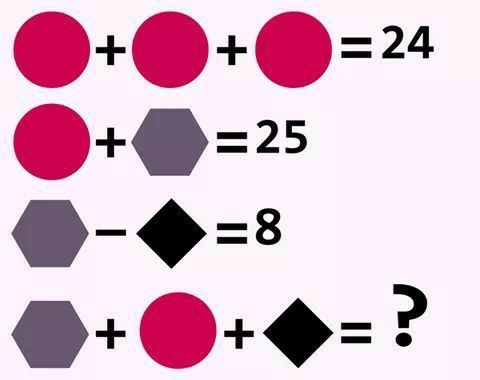 + + = 24
+ = 25
− = 8
+ + = ?